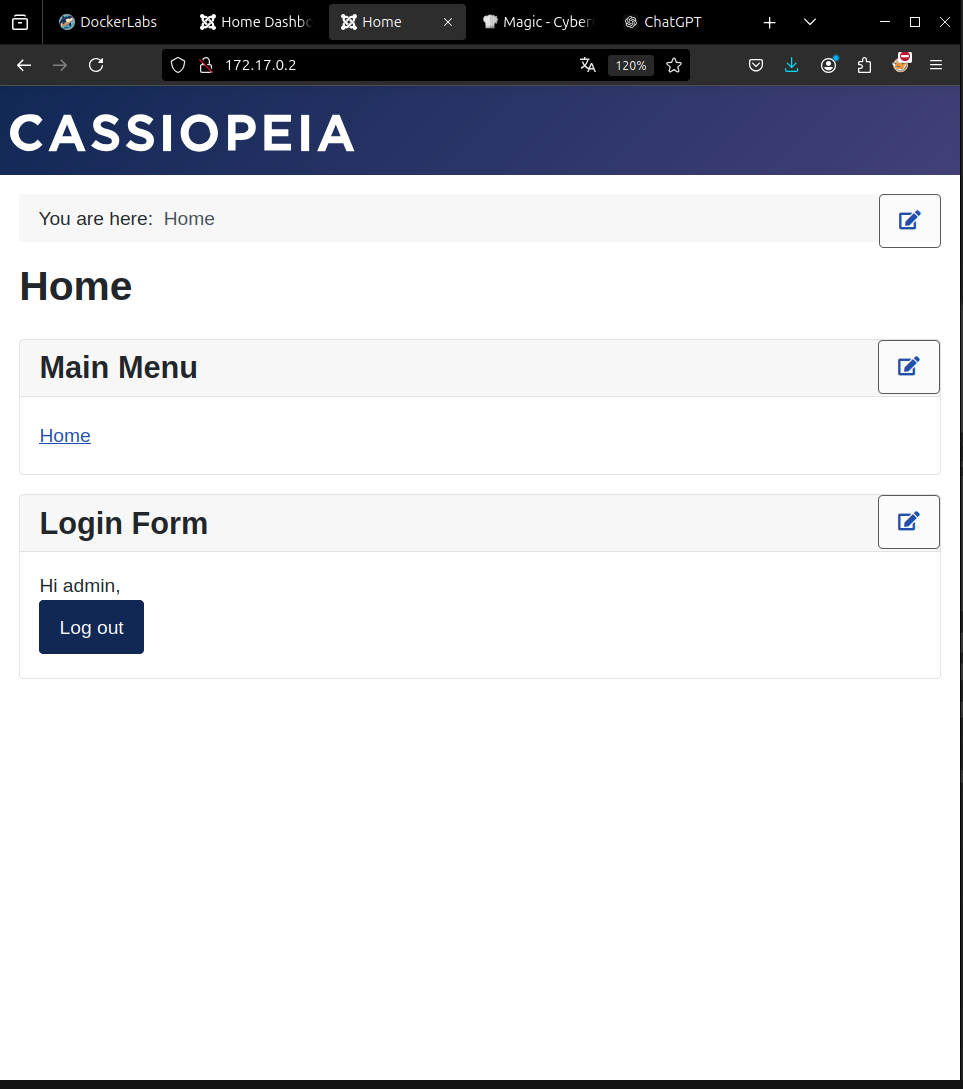 DockerLabs
Home Dashbo
Home
Magic - Cyber
ChatGPT
172.17.0.2
120%
CASSIOPEIA
You are here: Home
Home
Main Menu
Home
Login Form
Hi admin,
Log out